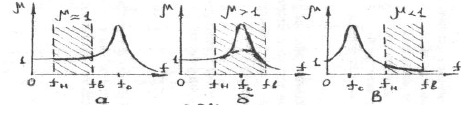 μ μ≈1 μ μ>1 μ μ<1
1 1 1
0 fн fв f₀ f 0 fн f₀ fв f 0 f₀ fн fв f
а б в